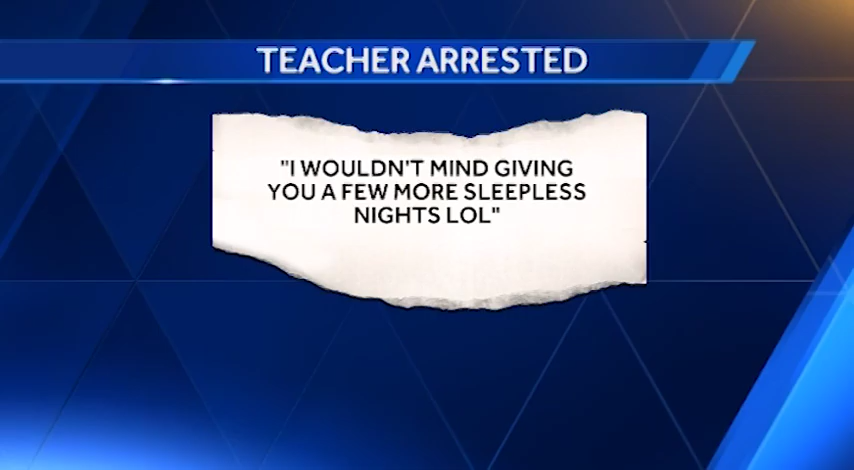 TEACHER ARRESTED
"I WOULDN'T MIND GIVING
YOU A FEW MORE SLEEPLESS
NIGHTS LOL"